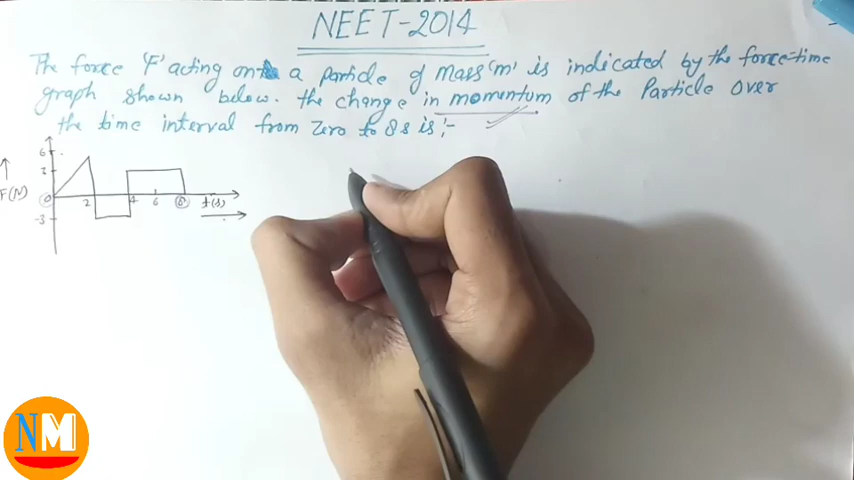 NEET-2014
The force 'F' acting on a particle of mass 'm' is indicated by the force-time
graph shown below. the change in momentum of the particle over
the time interval from zero to 8s is;-
6
F(N)
0
2
4
6
8
t(s)
-3
NM